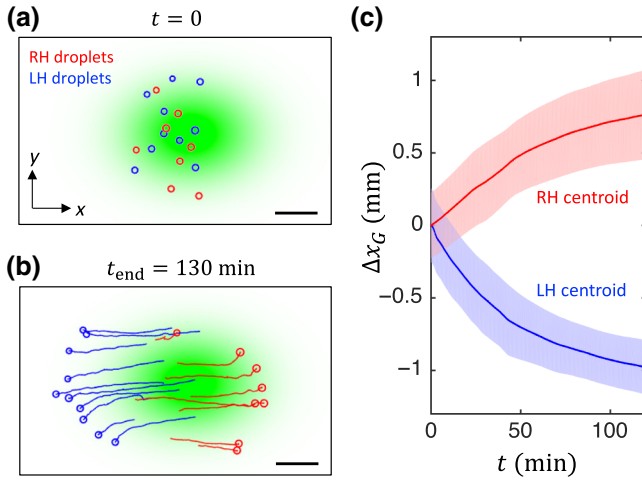 (a)
t = 0
RH droplets
LH droplets
y
x
(b)
t_end = 130 min
(c)
1
0.5
0
−0.5
−1
Δx_G (mm)
RH centroid
LH centroid
0
50
100
t (min)